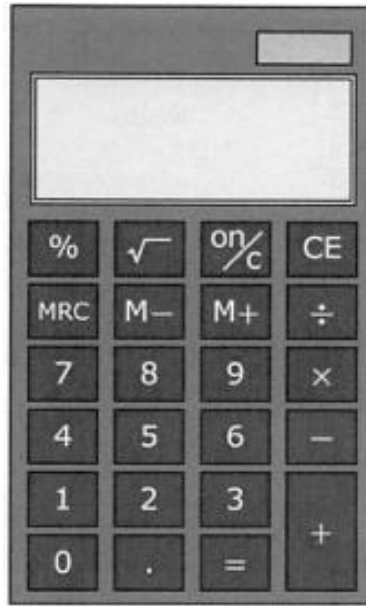 % √ on/c CE
MRC M− M+ ÷
7 8 9 ×
4 5 6 −
1 2 3 +
0 . =